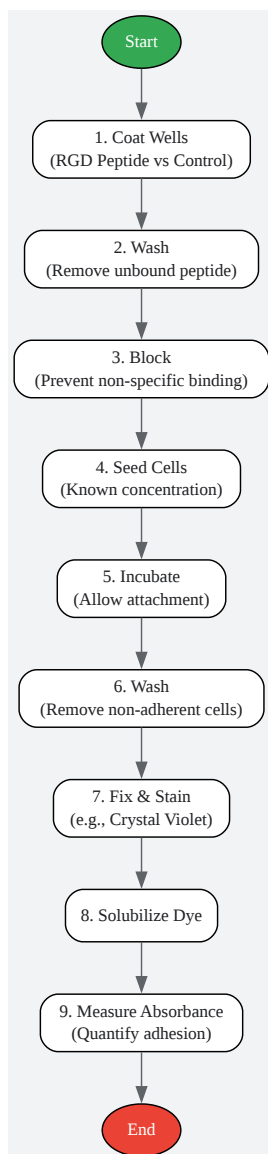 Start
1. Coat Wells
(RGD Peptide vs Control)
2. Wash
(Remove unbound peptide)
3. Block
(Prevent non-specific binding)
4. Seed Cells
(Known concentration)
5. Incubate
(Allow attachment)
6. Wash
(Remove non-adherent cells)
7. Fix & Stain
(e.g., Crystal Violet)
8. Solubilize Dye
9. Measure Absorbance
(Quantify adhesion)
End